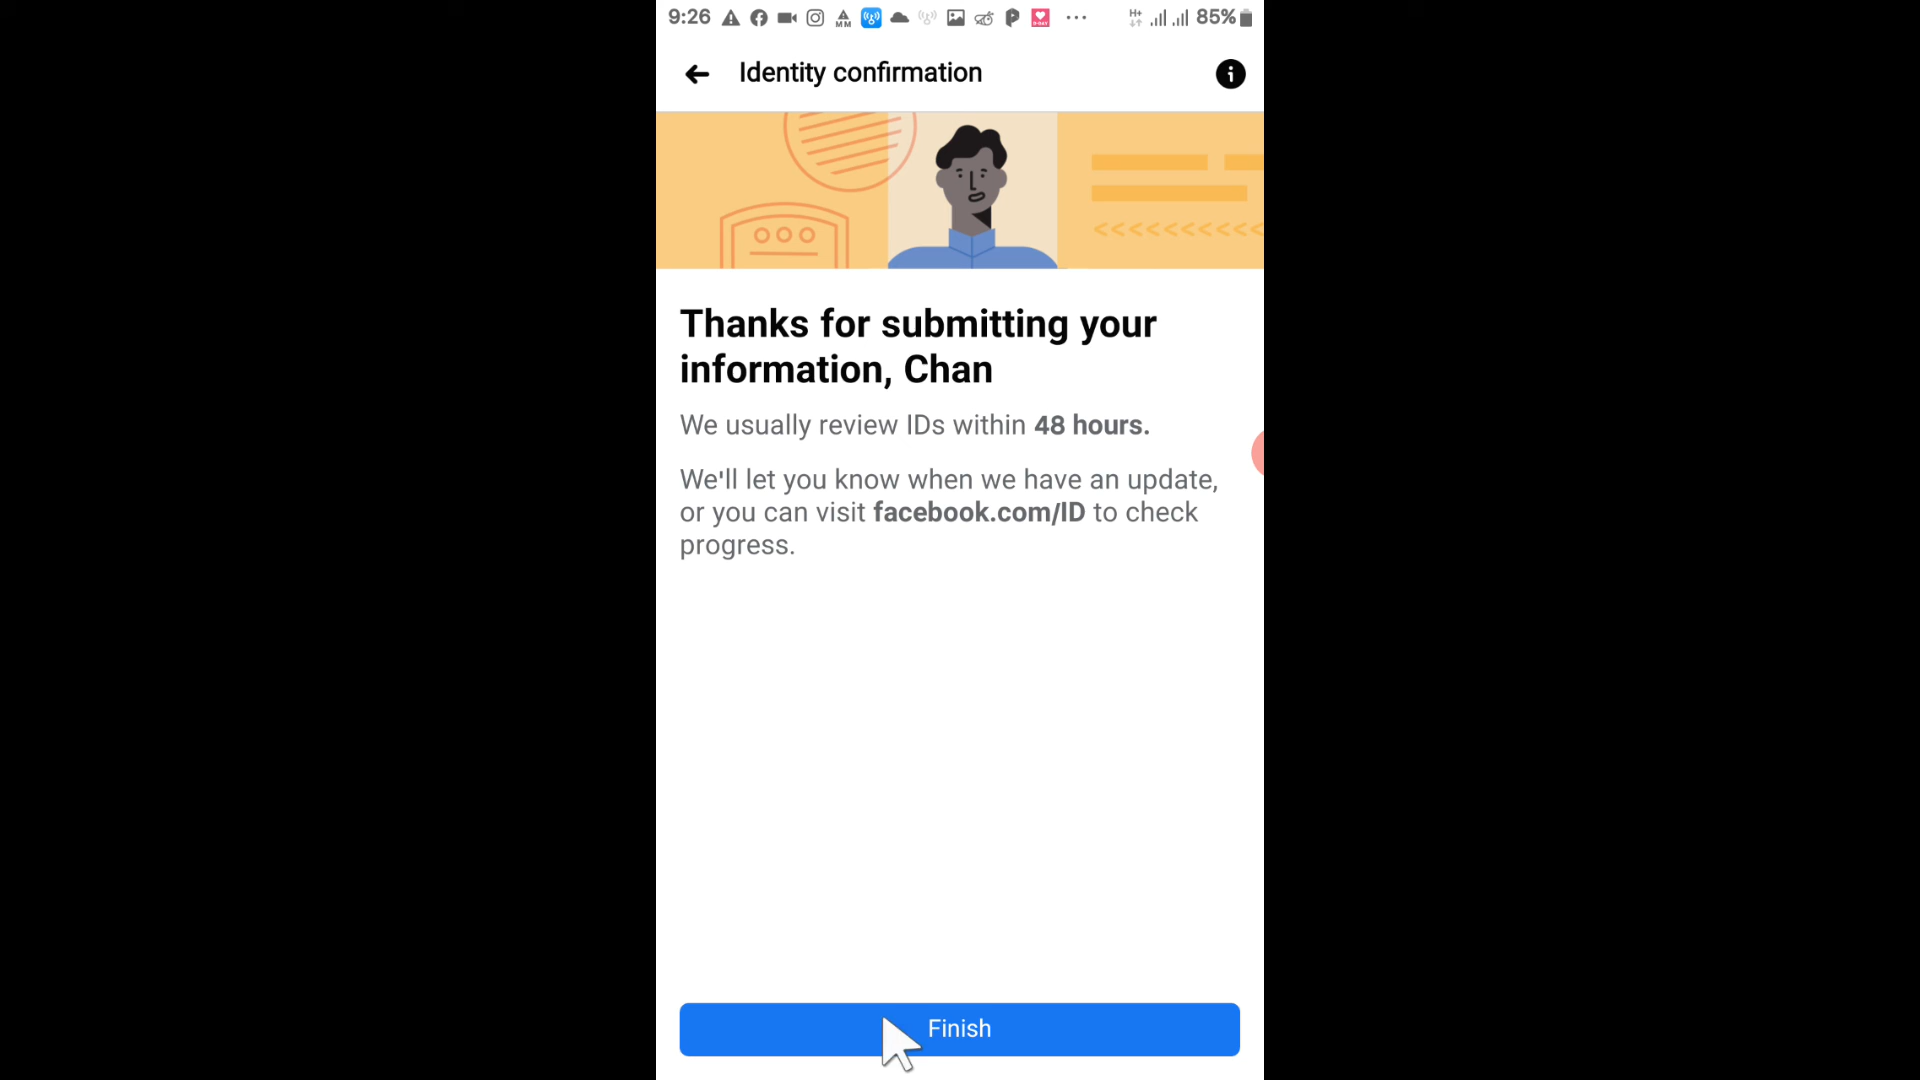 9:26 85%
Identity confirmation
Thanks for submitting your
information, Chan
We usually review IDs within 48 hours.
We'll let you know when we have an update,
or you can visit facebook.com/ID to check
progress.
Finish